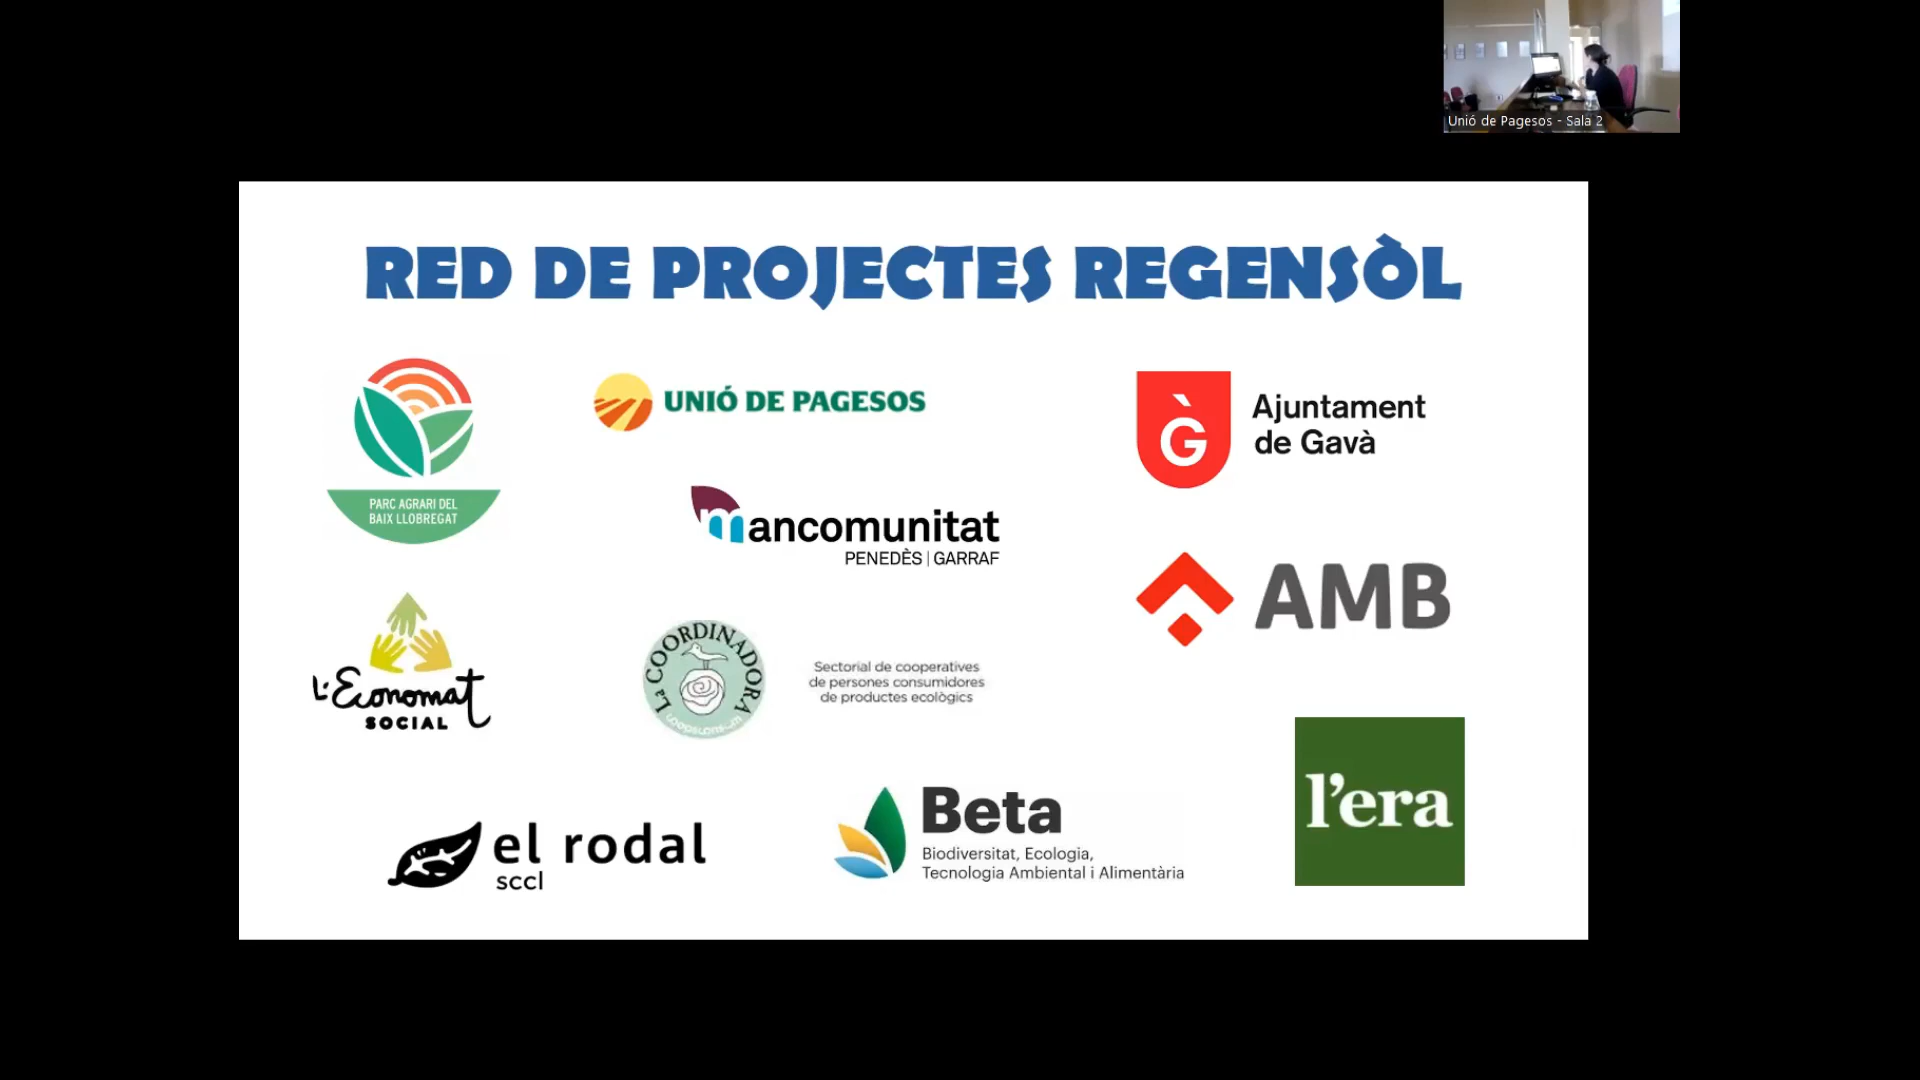 Unió de Pagesos - Sala 2
RED DE PROJECTES REGENSÒL
PARC AGRARI DEL
BAIX LLOBREGAT
UNIÓ DE PAGESOS
G̀
Ajuntament
de Gavà
mancomunitat
PENEDÈS | GARRAF
AMB
L'Economat
SOCIAL
LA COORDINADORA
Sectorial de cooperatives
de persones consumidores
de productes ecològics
l'era
el rodal
sccl
Beta
Biodiversitat, Ecologia,
Tecnologia Ambiental i Alimentària